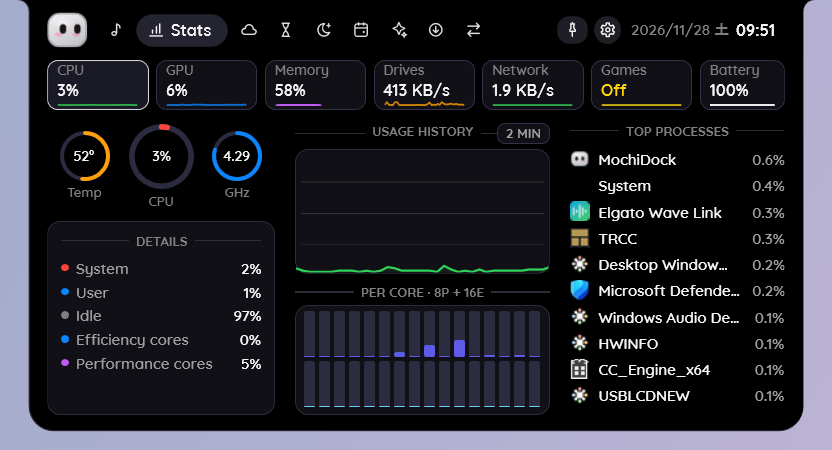 Stats
2026/11/28 土 09:51
CPU
3%
GPU
6%
Memory
58%
Drives
413 KB/s
Network
1.9 KB/s
Games
Off
Battery
100%
52°
Temp
3%
CPU
4.29
GHz
DETAILS
System 2%
User 1%
Idle 97%
Efficiency cores 0%
Performance cores 5%
USAGE HISTORY 2 MIN
PER CORE · 8P + 16E
TOP PROCESSES
MochiDock 0.6%
System 0.4%
Elgato Wave Link 0.3%
TRCC 0.3%
Desktop Window... 0.2%
Microsoft Defende... 0.2%
Windows Audio De... 0.1%
HWINFO 0.1%
CC_Engine_x64 0.1%
USBLCDNEW 0.1%